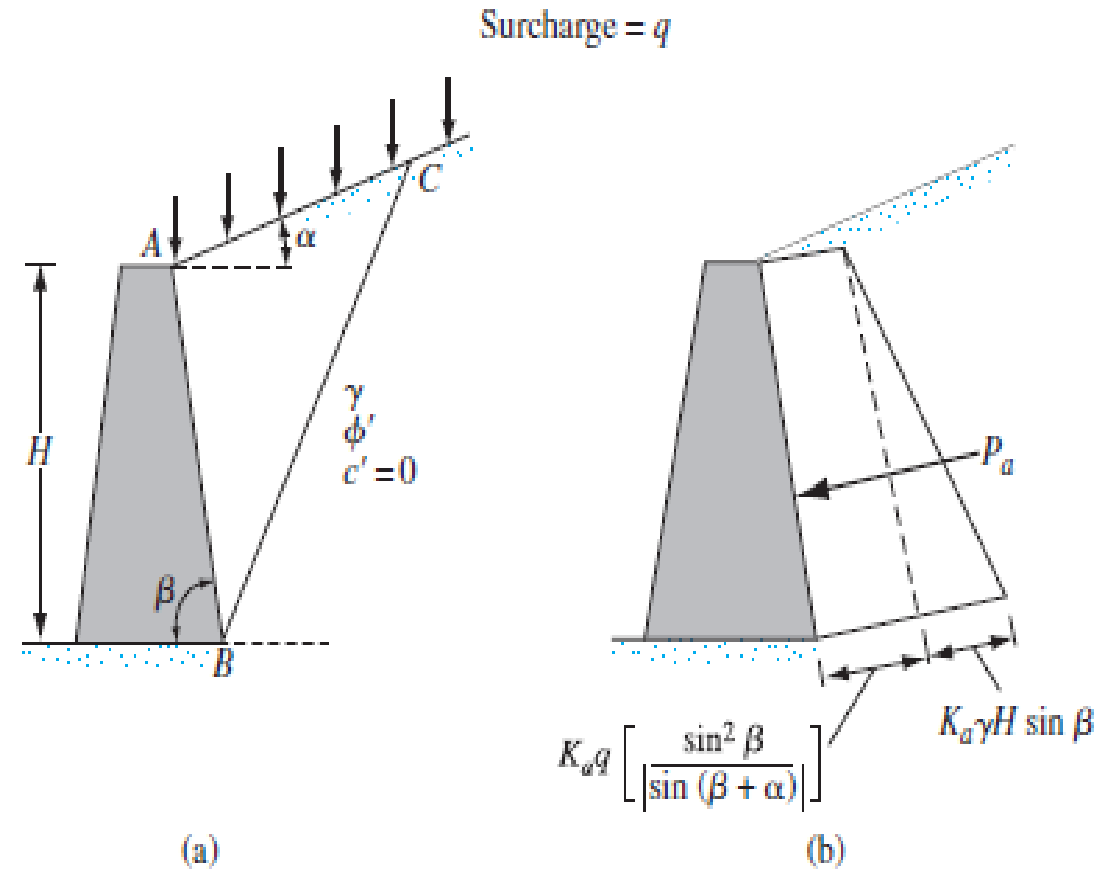 Surcharge = q
A
C
α
H
γ
ϕ′
c′ = 0
β
B
P_a
K_a q [ sin² β / |sin (β + α)| ]
K_a γH sin β
(a)
(b)